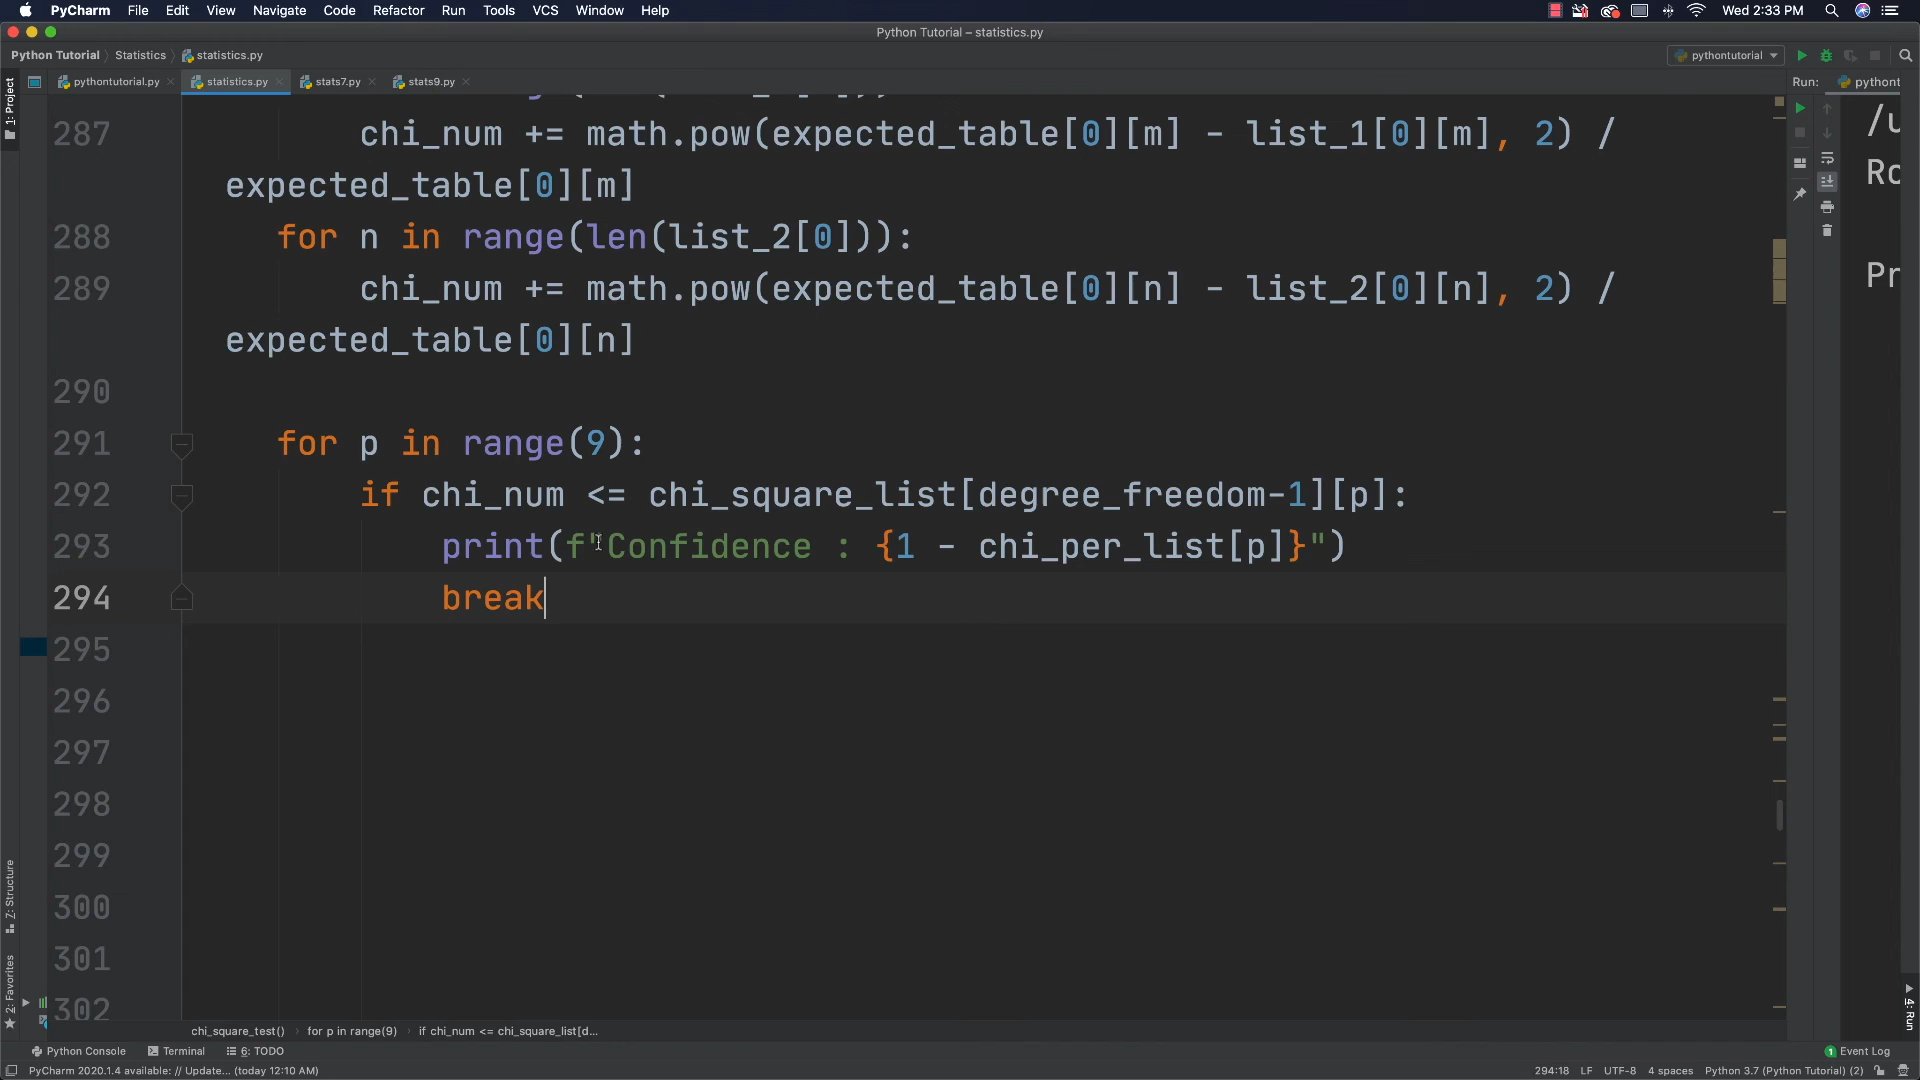 PyCharm File Edit View Navigate Code Refactor Run Tools VCS Window Help Wed 2:33 PM
Python Tutorial – statistics.py
Python Tutorial Statistics statistics.py pythontutorial
1: Project pythontutorial.py statistics.py stats7.py stats9.py Run: pythont
287 chi_num += math.pow(expected_table[0][m] - list_1[0][m], 2) /
expected_table[0][m]
288 for n in range(len(list_2[0])):
289 chi_num += math.pow(expected_table[0][n] - list_2[0][n], 2) /
expected_table[0][n]
290
291 for p in range(9):
292 if chi_num <= chi_square_list[degree_freedom-1][p]:
293 print(f"Confidence : {1 - chi_per_list[p]}")
294 break
295
296
297
298
299
300
301
302
/u
Ro
Pr
Z: Structure
2: Favorites
4: Run
chi_square_test() for p in range(9) if chi_num <= chi_square_list[d...
Python Console Terminal 6: TODO 1 Event Log
PyCharm 2020.1.4 available: // Update... (today 12:10 AM) 294:18 LF UTF-8 4 spaces Python 3.7 (Python Tutorial) (2)